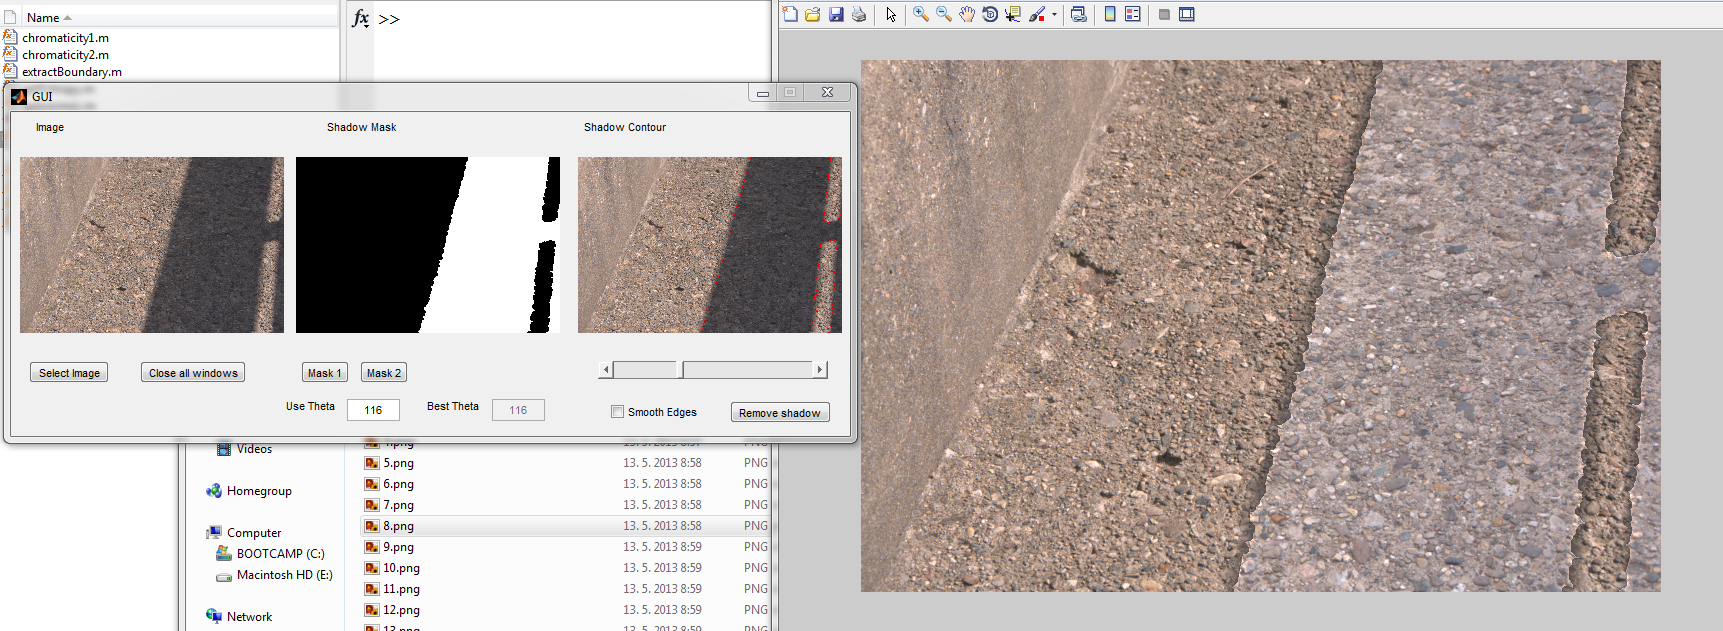 Name
fx >>
chromaticity1.m
chromaticity2.m
extractBoundary.m
GUI
Image
Shadow Mask
Shadow Contour
Select Image
Close all windows
Mask 1
Mask 2
Use Theta
116
Best Theta
116
Smooth Edges
Remove shadow
Videos
Homegroup
Computer
BOOTCAMP (C:)
Macintosh HD (E:)
Network
5.png 13. 5. 2013 8:58 PNG
6.png 13. 5. 2013 8:58 PNG
7.png 13. 5. 2013 8:58 PNG
8.png 13. 5. 2013 8:58 PNG
9.png 13. 5. 2013 8:59 PNG
10.png 13. 5. 2013 8:59 PNG
11.png 13. 5. 2013 8:59 PNG
12.png 13. 5. 2013 8:59 PNG